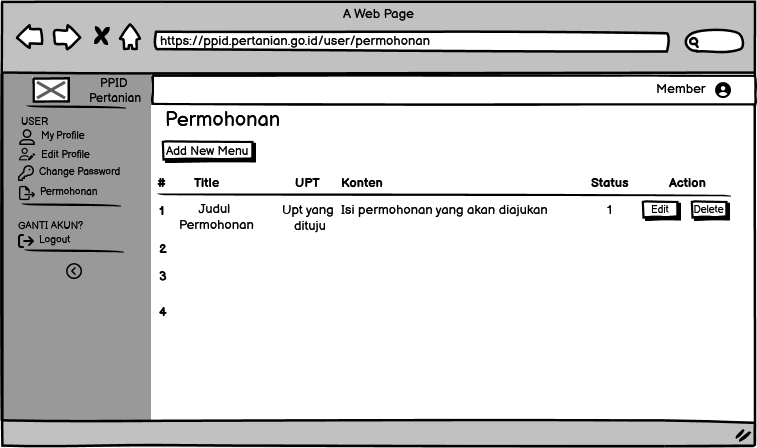 A Web Page
https://ppid.pertanian.go.id/user/permohonan
PPID
Pertanian
Member
USER
My Profile
Edit Profile
Change Password
Permohonan
GANTI AKUN?
Logout
Permohonan
Add New Menu
# Title UPT Konten Status Action
1 Judul Permohonan Upt yang dituju Isi permohonan yang akan diajukan 1 Edit Delete
2
3
4